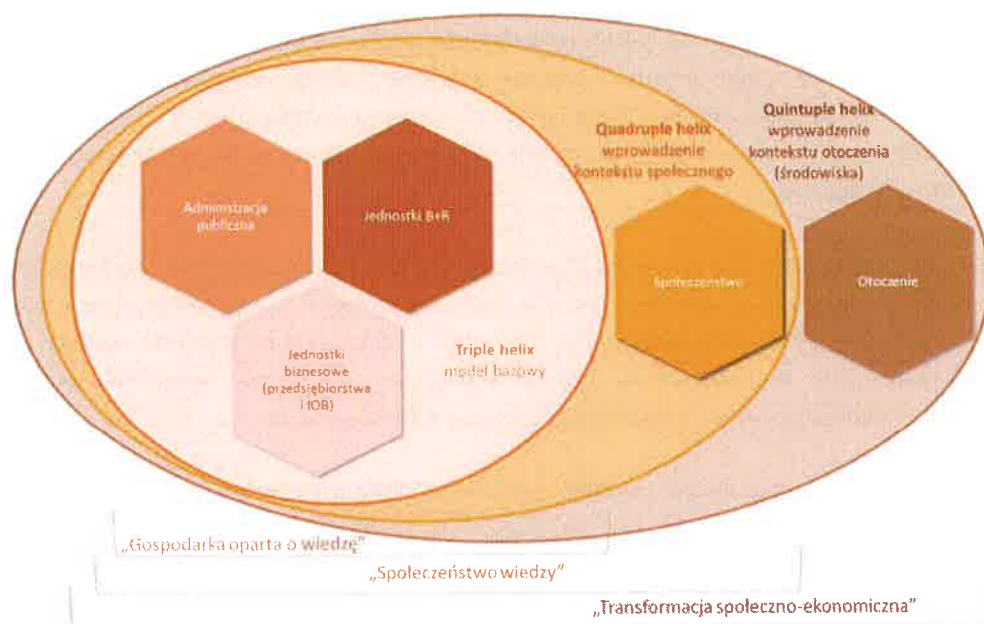 Administracja
publiczna
Jednostki B+R
Jednostki
biznesowe
(przedsiębiorstwa
i IOB)
Triple helix
model bazowy
Quadruple helix
wprowadzenie
kontekstu społecznego
Społeczeństwo
Quintuple helix
wprowadzenie
kontekstu otoczenia
(środowiska)
Otoczenie
„Gospodarka oparta o wiedzę”
„Społeczeństwo wiedzy”
„Transformacja społeczno-ekonomiczna”